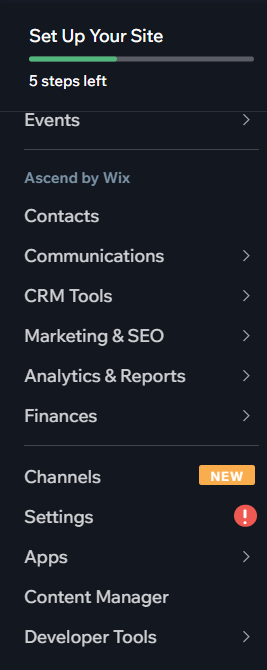 Set Up Your Site
5 steps left
Events
Ascend by Wix
Contacts
Communications
CRM Tools
Marketing & SEO
Analytics & Reports
Finances
Channels NEW
Settings !
Apps
Content Manager
Developer Tools